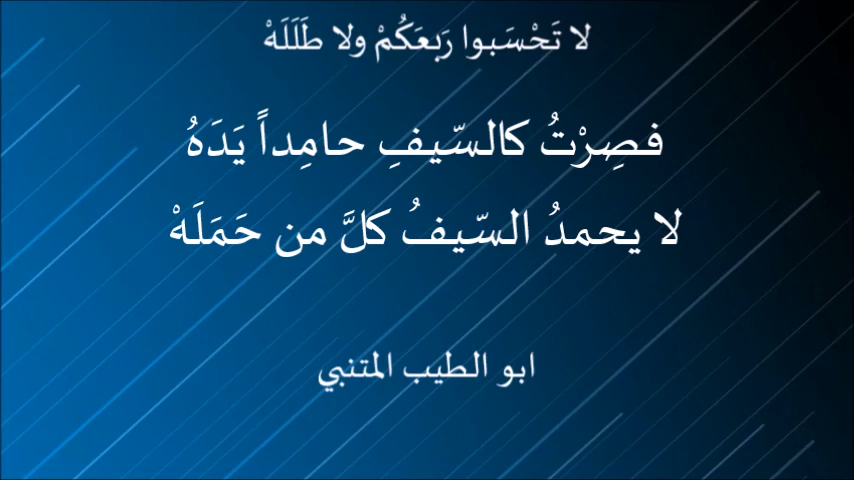 لا تَحْسَبوا رَبعَكُمْ ولا طَلَلَهْ
فصِرْتُ كالسّيفِ حامِداً يَدَهُ
لا يحمدُ السّيفُ كلَّ من حَمَلَهْ
ابو الطيب المتنبي